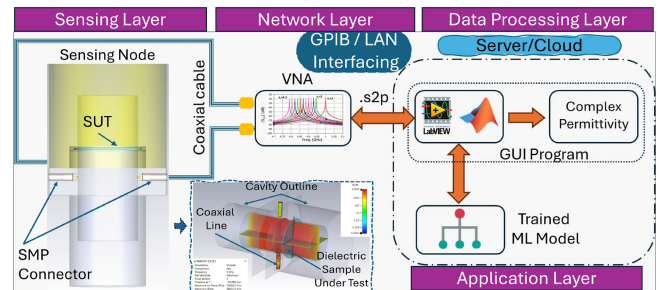 Sensing Layer
Network Layer
Data Processing Layer
Sensing Node
Coaxial cable
GPIB / LAN
Interfacing
Server/Cloud
VNA
.s2p
SUT
LabVIEW
Complex
Permittivity
GUI Program
SMP
Connector
Cavity Outline
Coaxial
Line
Dielectric
Sample
Under Test
Trained
ML Model
Application Layer